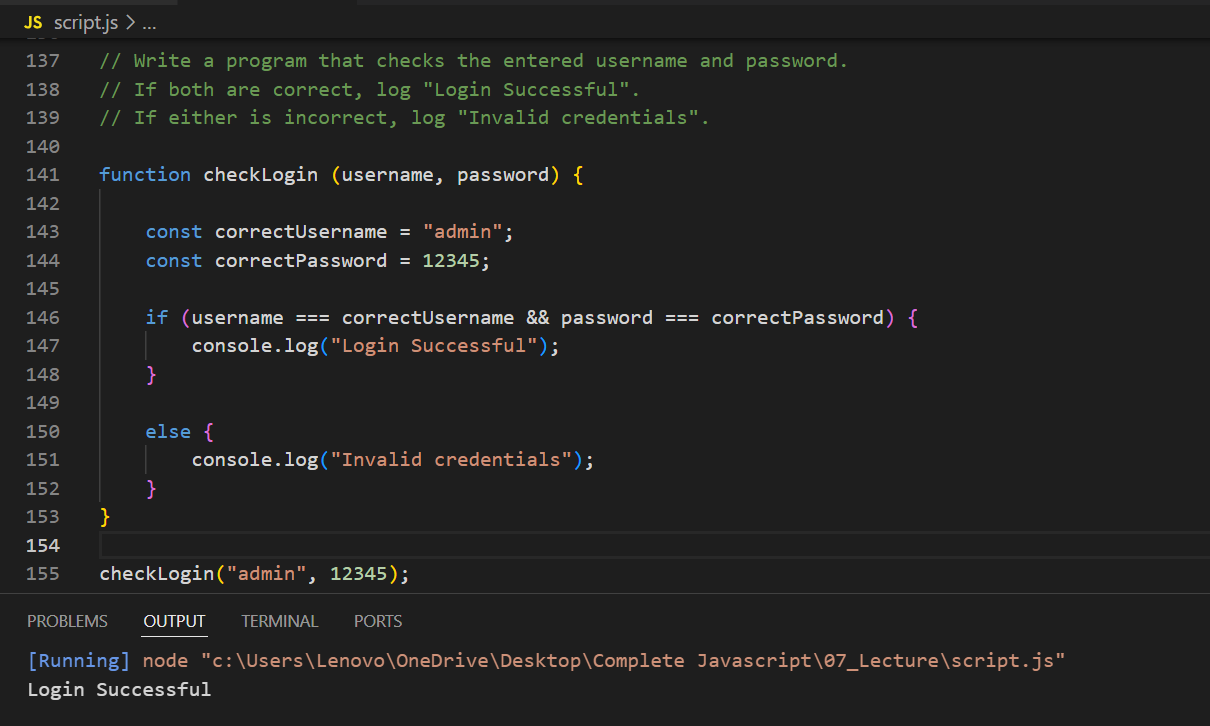 JS script.js > ...
137 // Write a program that checks the entered username and password.
138 // If both are correct, log "Login Successful".
139 // If either is incorrect, log "Invalid credentials".
140
141 function checkLogin (username, password) {
142
143     const correctUsername = "admin";
144     const correctPassword = 12345;
145
146     if (username === correctUsername && password === correctPassword) {
147         console.log("Login Successful");
148     }
149
150     else {
151         console.log("Invalid credentials");
152     }
153 }
154
155 checkLogin("admin", 12345);
PROBLEMS OUTPUT TERMINAL PORTS
[Running] node "c:\Users\Lenovo\OneDrive\Desktop\Complete Javascript\07_Lecture\script.js"
Login Successful